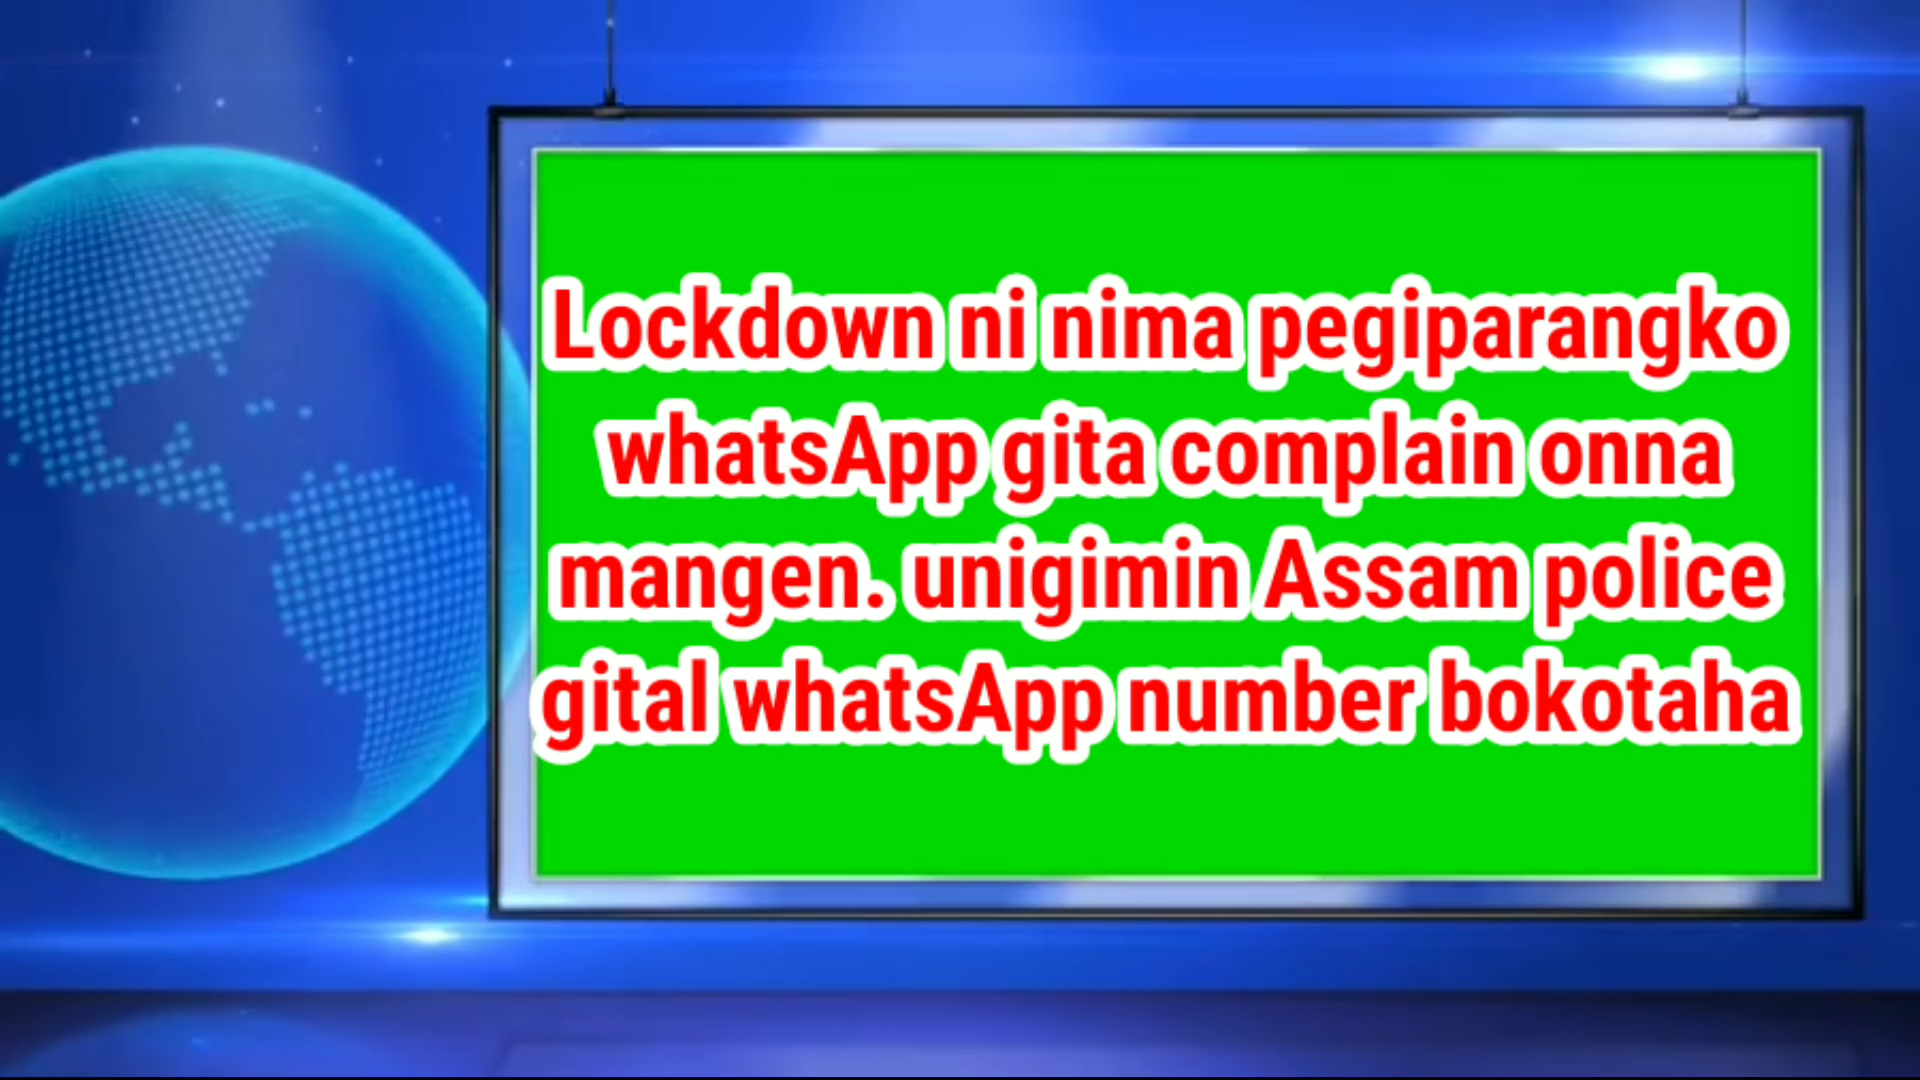 Lockdown ni nima pegiparangko
whatsApp gita complain onna
mangen. unigimin Assam police
gital whatsApp number bokotaha